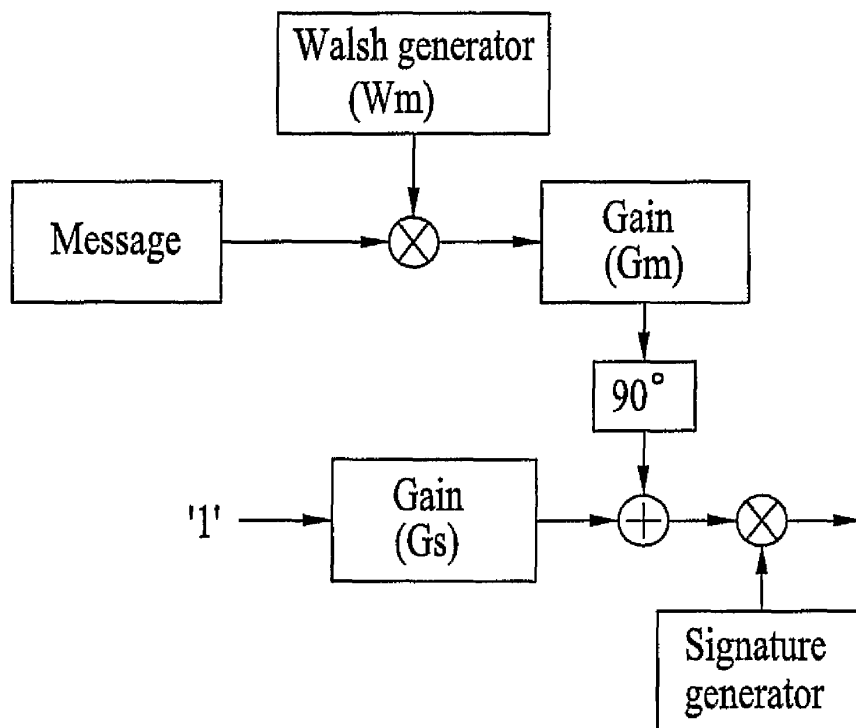 Walsh generator
(Wm)
Message
Gain
(Gm)
90°
'1'
Gain
(Gs)
Signature
generator